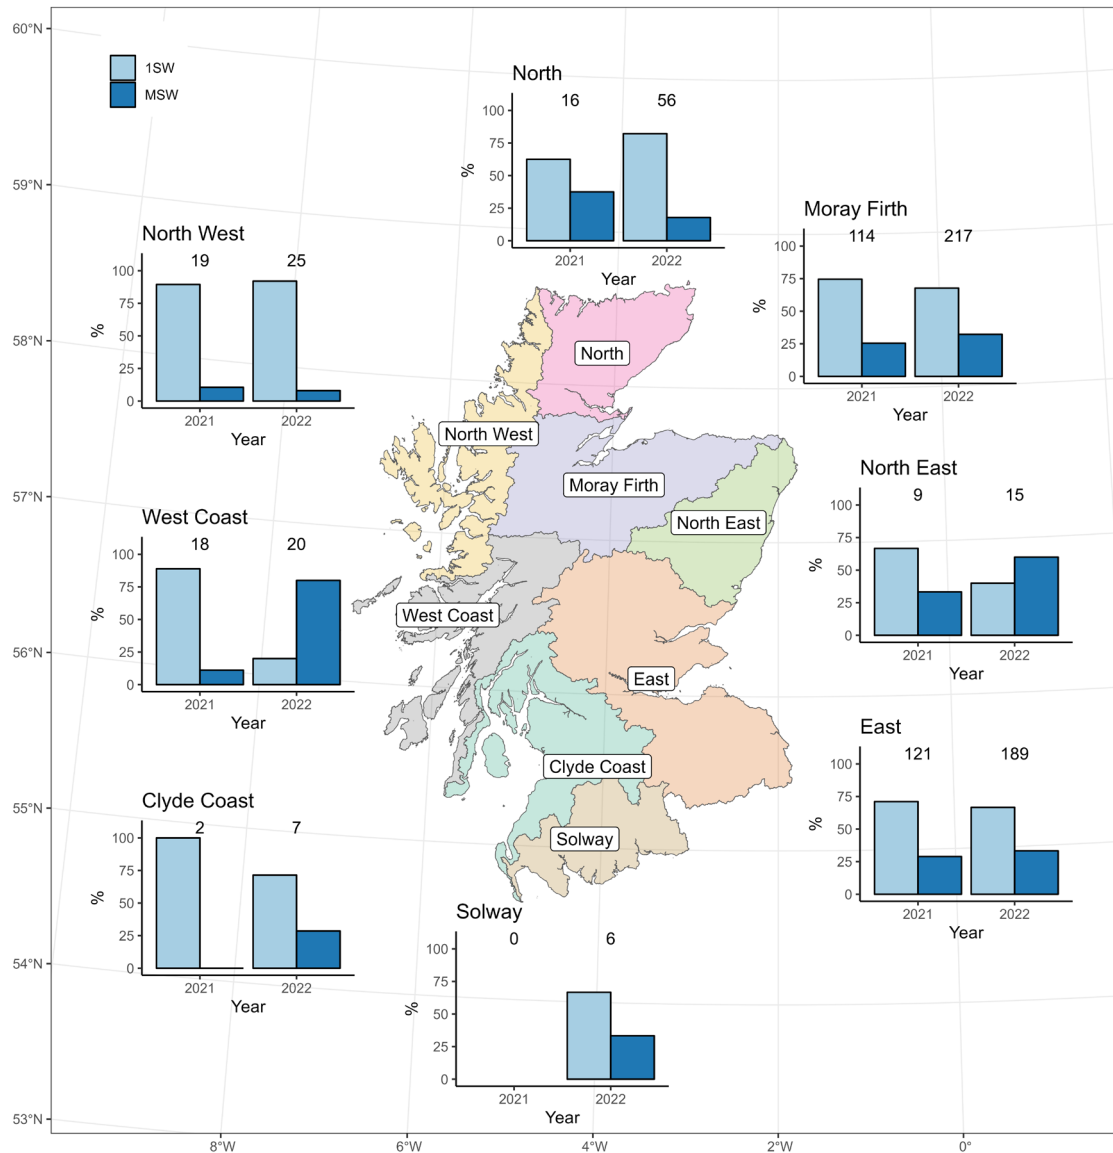 60°N
59°N
58°N
57°N
56°N
55°N
54°N
53°N
8°W
6°W
4°W
2°W
0°
1SW
MSW
North
16 56
100
75
50
25
0
%
2021 2022
Year
Moray Firth
114 217
100
75
50
25
0
%
2021 2022
Year
North West
19 25
100
75
50
25
0
%
2021 2022
Year
North East
9 15
100
75
50
25
0
%
2021 2022
Year
West Coast
18 20
100
75
50
25
0
%
2021 2022
Year
East
121 189
100
75
50
25
0
%
2021 2022
Year
Clyde Coast
2 7
100
75
50
25
0
%
2021 2022
Year
Solway
0 6
100
75
50
25
0
%
2021 2022
Year
North
North West
Moray Firth
North East
West Coast
East
Clyde Coast
Solway